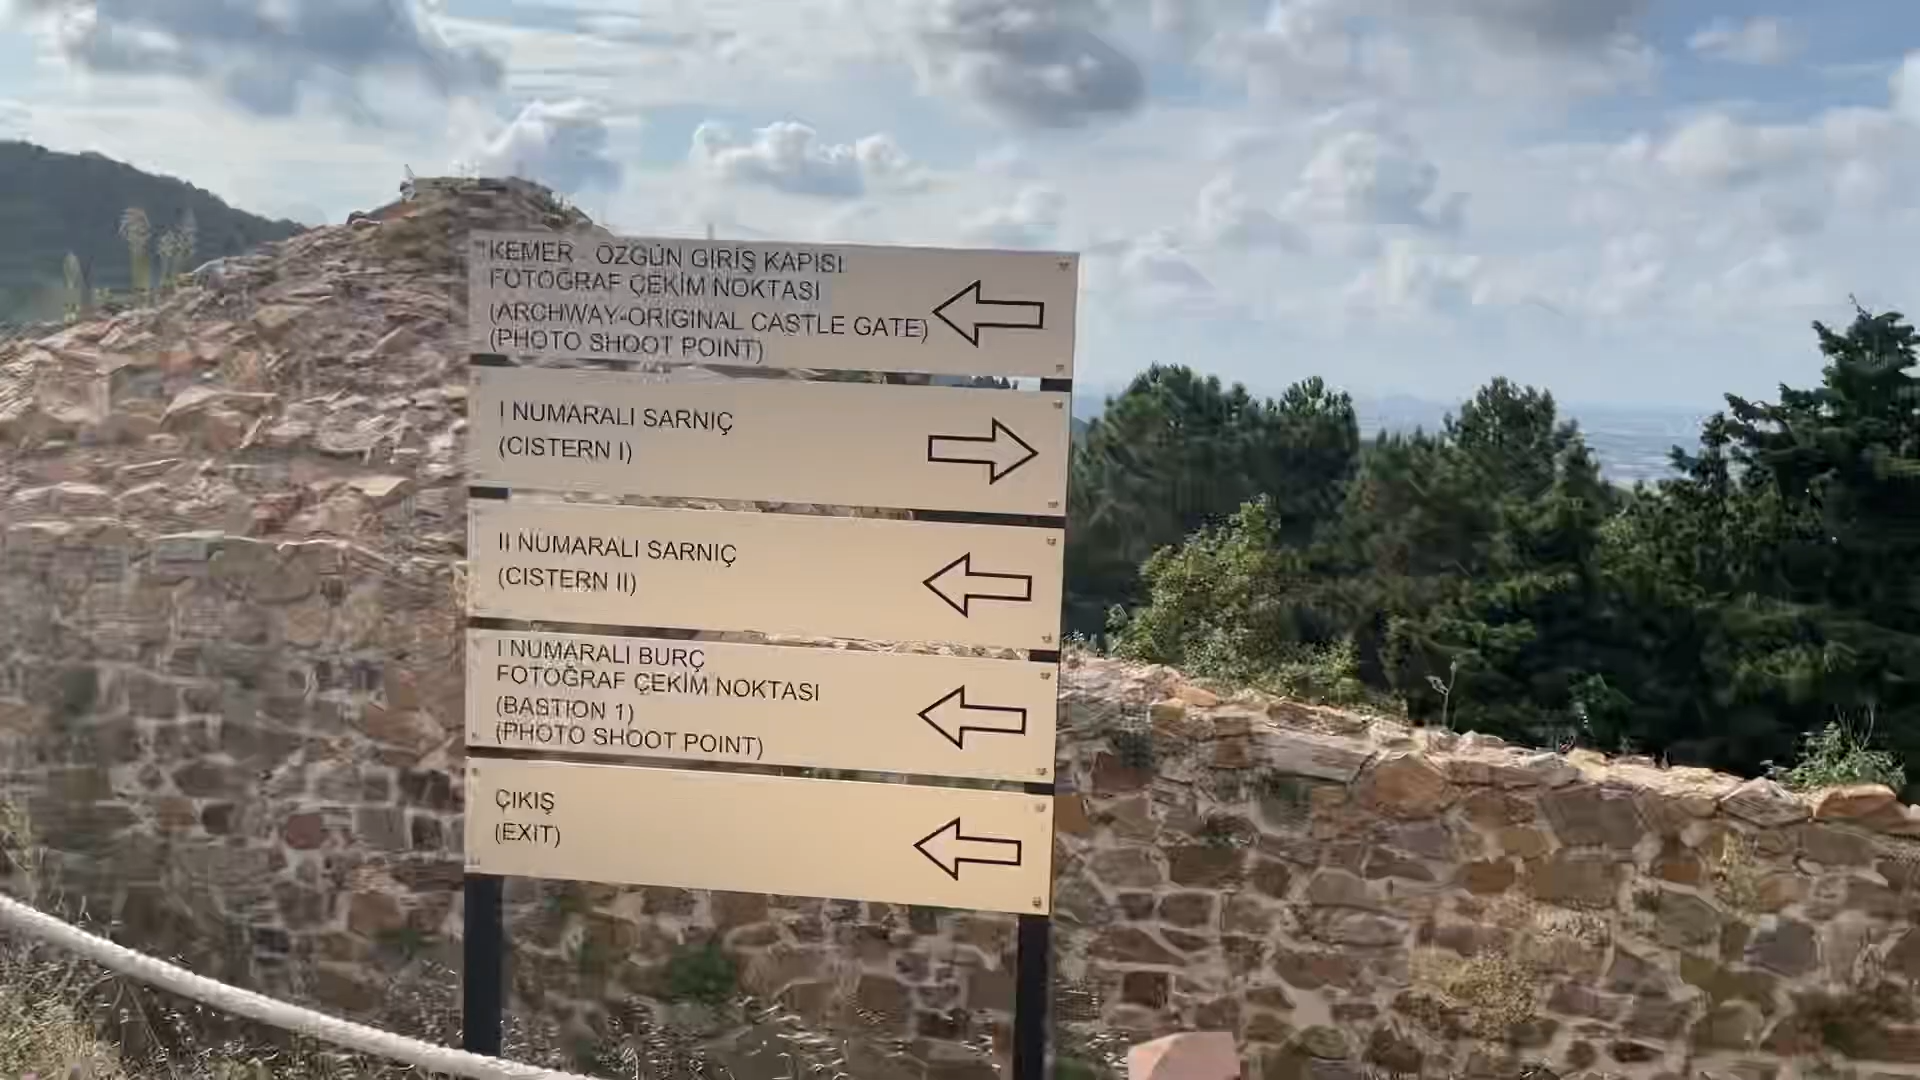 KEMER - ÖZGÜN GİRİŞ KAPISI
FOTOĞRAF ÇEKİM NOKTASI
(ARCHWAY-ORIGINAL CASTLE GATE)
(PHOTO SHOOT POINT)
I NUMARALI SARNIÇ
(CISTERN I)
II NUMARALI SARNIÇ
(CISTERN II)
I NUMARALI BURÇ
FOTOĞRAF ÇEKİM NOKTASI
(BASTION 1)
(PHOTO SHOOT POINT)
ÇIKIŞ
(EXIT)